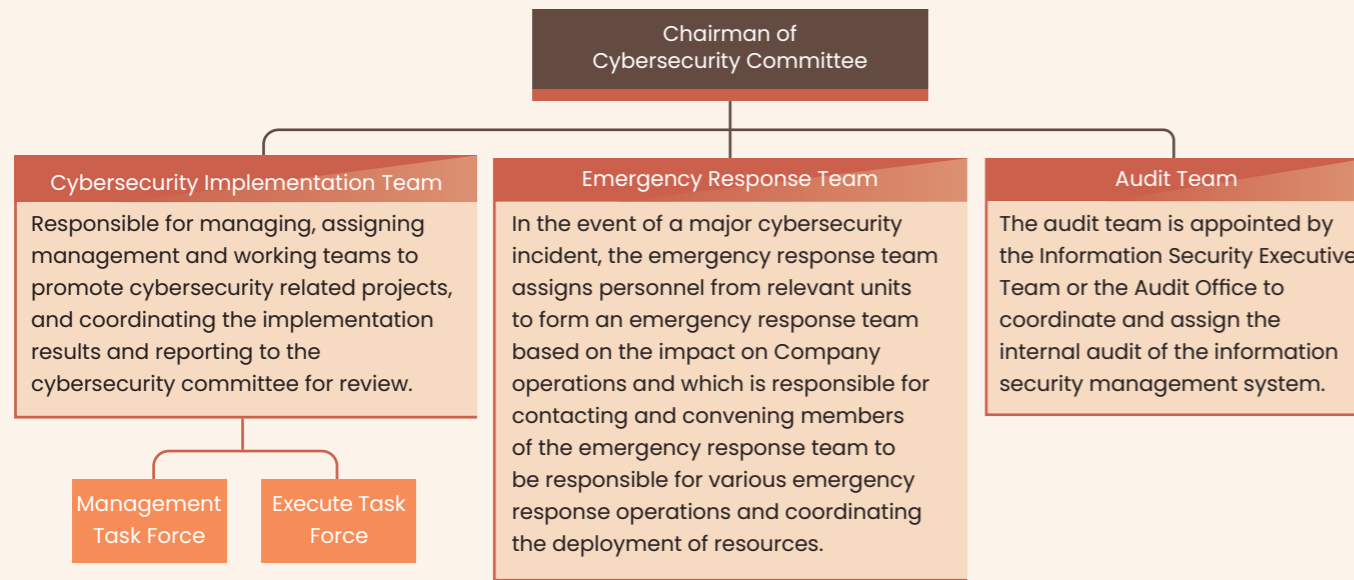 Chairman of
Cybersecurity Committee
Cybersecurity Implementation Team
Responsible for managing, assigning
management and working teams to
promote cybersecurity related projects,
and coordinating the implementation
results and reporting to the
cybersecurity committee for review.
Management
Task Force
Execute Task
Force
Emergency Response Team
In the event of a major cybersecurity
incident, the emergency response team
assigns personnel from relevant units
to form an emergency response team
based on the impact on Company
operations and which is responsible for
contacting and convening members
of the emergency response team to
be responsible for various emergency
response operations and coordinating
the deployment of resources.
Audit Team
The audit team is appointed by
the Information Security Executive
Team or the Audit Office to
coordinate and assign the
internal audit of the information
security management system.